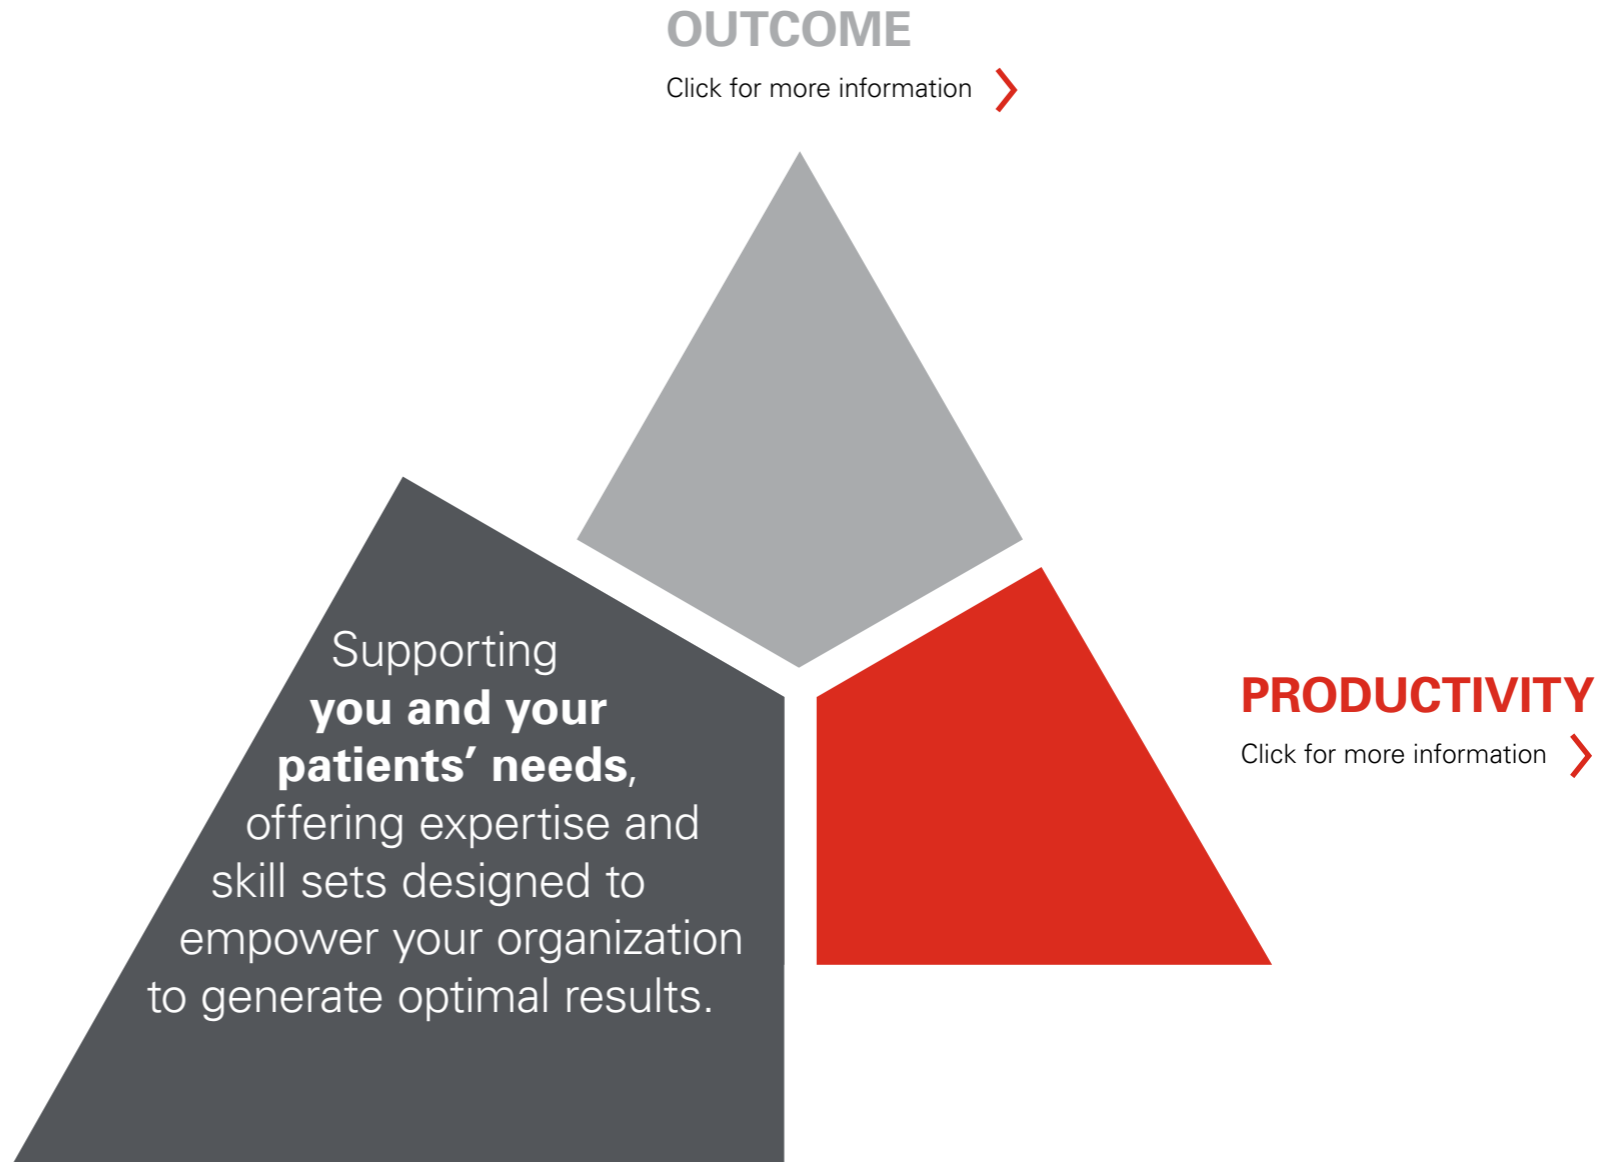 OUTCOME
Click for more information
Supporting
you and your
patients’ needs,
offering expertise and
skill sets designed to
empower your organization
to generate optimal results.
PRODUCTIVITY
Click for more information